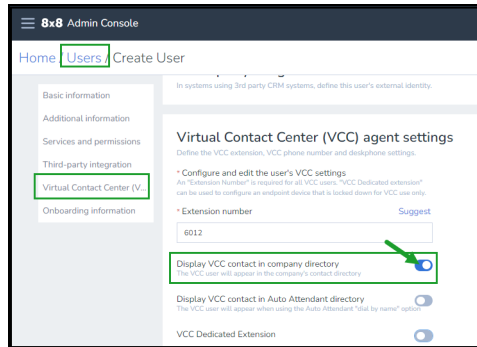 8x8 Admin Console
Home / Users / Create User
In systems using 3rd party CRM systems, define this user's external identity.
Basic information
Additional information
Services and permissions
Third-party integration
Virtual Contact Center (V...
Onboarding information
Virtual Contact Center (VCC) agent settings
Define the VCC extension, VCC phone number and deskphone settings.
* Configure and edit the user's VCC settings
An "Extension Number" is required for all VCC users, "VCC Dedicated extension"
can be used to configure an endpoint device that is locked down for VCC use only.
* Extension number Suggest
6012
Display VCC contact in company directory
The VCC user will appear in the company's contact directory
Display VCC contact in Auto Attendant directory
The VCC user will appear when using the Auto Attendant "dial by name" option
VCC Dedicated Extension